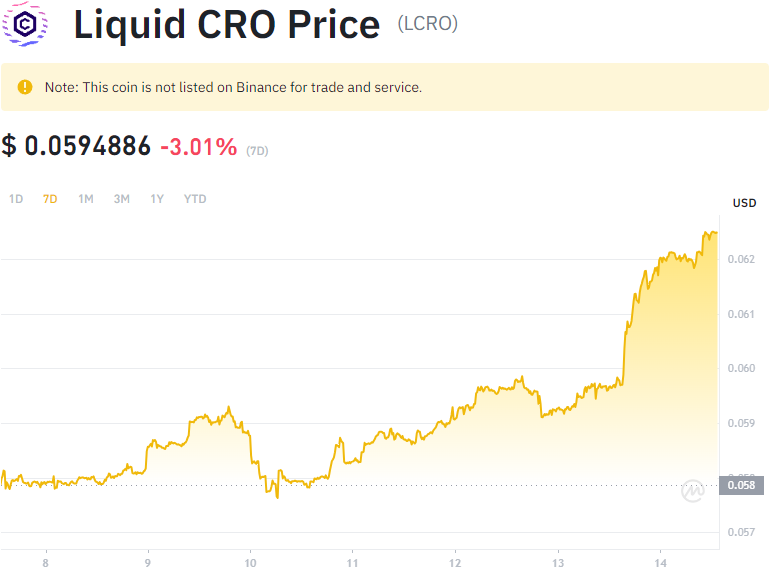 Liquid CRO Price (LCRO)
Note: This coin is not listed on Binance for trade and service.
$ 0.0594886 -3.01% (7D)
1D 7D 1M 3M 1Y YTD
USD
0.062
0.061
0.060
0.059
0.058
0.057
8 9 10 11 12 13 14